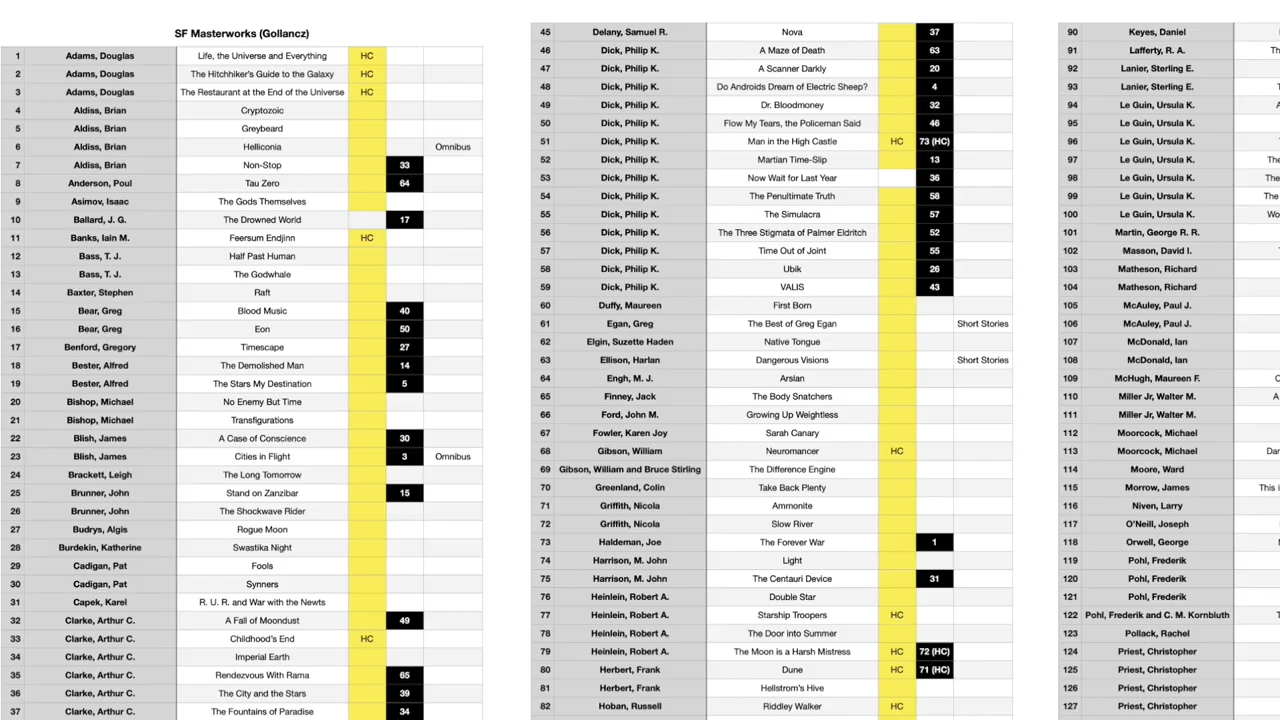 SF Masterworks (Gollancz)
1 Adams, Douglas Life, the Universe and Everything HC
2 Adams, Douglas The Hitchhiker's Guide to the Galaxy HC
3 Adams, Douglas The Restaurant at the End of the Universe HC
4 Aldiss, Brian Cryptozoic
5 Aldiss, Brian Greybeard
6 Aldiss, Brian Helliconia Omnibus
7 Aldiss, Brian Non-Stop 33
8 Anderson, Poul Tau Zero 64
9 Asimov, Isaac The Gods Themselves
10 Ballard, J. G. The Drowned World 17
11 Banks, Iain M. Feersum Endjinn HC
12 Bass, T. J. Half Past Human
13 Bass, T. J. The Godwhale
14 Baxter, Stephen Raft
15 Bear, Greg Blood Music 40
16 Bear, Greg Eon 50
17 Benford, Gregory Timescape 27
18 Bester, Alfred The Demolished Man 14
19 Bester, Alfred The Stars My Destination 5
20 Bishop, Michael No Enemy But Time
21 Bishop, Michael Transfigurations
22 Blish, James A Case of Conscience 30
23 Blish, James Cities in Flight 3 Omnibus
24 Brackett, Leigh The Long Tomorrow
25 Brunner, John Stand on Zanzibar 15
26 Brunner, John The Shockwave Rider
27 Budrys, Algis Rogue Moon
28 Burdekin, Katherine Swastika Night
29 Cadigan, Pat Fools
30 Cadigan, Pat Synners
31 Capek, Karel R. U. R. and War with the Newts
32 Clarke, Arthur C. A Fall of Moondust 49
33 Clarke, Arthur C. Childhood's End HC
34 Clarke, Arthur C. Imperial Earth
35 Clarke, Arthur C. Rendezvous With Rama 65
36 Clarke, Arthur C. The City and the Stars 39
37 Clarke, Arthur C. The Fountains of Paradise 34
45 Delany, Samuel R. Nova 37
46 Dick, Philip K. A Maze of Death 63
47 Dick, Philip K. A Scanner Darkly 20
48 Dick, Philip K. Do Androids Dream of Electric Sheep? 4
49 Dick, Philip K. Dr. Bloodmoney 32
50 Dick, Philip K. Flow My Tears, the Policeman Said 46
51 Dick, Philip K. Man in the High Castle HC 73 (HC)
52 Dick, Philip K. Martian Time-Slip 13
53 Dick, Philip K. Now Wait for Last Year 36
54 Dick, Philip K. The Penultimate Truth 58
55 Dick, Philip K. The Simulacra 57
56 Dick, Philip K. The Three Stigmata of Palmer Eldritch 52
57 Dick, Philip K. Time Out of Joint 55
58 Dick, Philip K. Ubik 26
59 Dick, Philip K. VALIS 43
60 Duffy, Maureen First Born
61 Egan, Greg The Best of Greg Egan Short Stories
62 Elgin, Suzette Haden Native Tongue
63 Ellison, Harlan Dangerous Visions Short Stories
64 Engh, M. J. Arslan
65 Finney, Jack The Body Snatchers
66 Ford, John M. Growing Up Weightless
67 Fowler, Karen Joy Sarah Canary
68 Gibson, William Neuromancer HC
69 Gibson, William and Bruce Stirling The Difference Engine
70 Greenland, Colin Take Back Plenty
71 Griffith, Nicola Ammonite
72 Griffith, Nicola Slow River
73 Haldeman, Joe The Forever War 1
74 Harrison, M. John Light
75 Harrison, M. John The Centauri Device 31
76 Heinlein, Robert A. Double Star
77 Heinlein, Robert A. Starship Troopers HC
78 Heinlein, Robert A. The Door into Summer
79 Heinlein, Robert A. The Moon is a Harsh Mistress HC 72 (HC)
80 Herbert, Frank Dune HC 71 (HC)
81 Herbert, Frank Hellstrom's Hive
82 Hoban, Russell Riddley Walker HC
90 Keyes, Daniel
91 Lafferty, R. A. Th
92 Lanier, Sterling E.
93 Lanier, Sterling E.
94 Le Guin, Ursula K. A
95 Le Guin, Ursula K.
96 Le Guin, Ursula K.
97 Le Guin, Ursula K. The
98 Le Guin, Ursula K. The
99 Le Guin, Ursula K. The
100 Le Guin, Ursula K. Wo
101 Martin, George R. R.
102 Masson, David I.
103 Matheson, Richard
104 Matheson, Richard
105 McAuley, Paul J.
106 McAuley, Paul J.
107 McDonald, Ian
108 McDonald, Ian
109 McHugh, Maureen F. C
110 Miller Jr, Walter M. A
111 Miller Jr, Walter M.
112 Moorcock, Michael
113 Moorcock, Michael Dan
114 Moore, Ward
115 Morrow, James This i
116 Niven, Larry
117 O'Neill, Joseph
118 Orwell, George
119 Pohl, Frederik
120 Pohl, Frederik
121 Pohl, Frederik
122 Pohl, Frederik and C. M. Kornbluth T
123 Pollack, Rachel
124 Priest, Christopher
125 Priest, Christopher
126 Priest, Christopher
127 Priest, Christopher